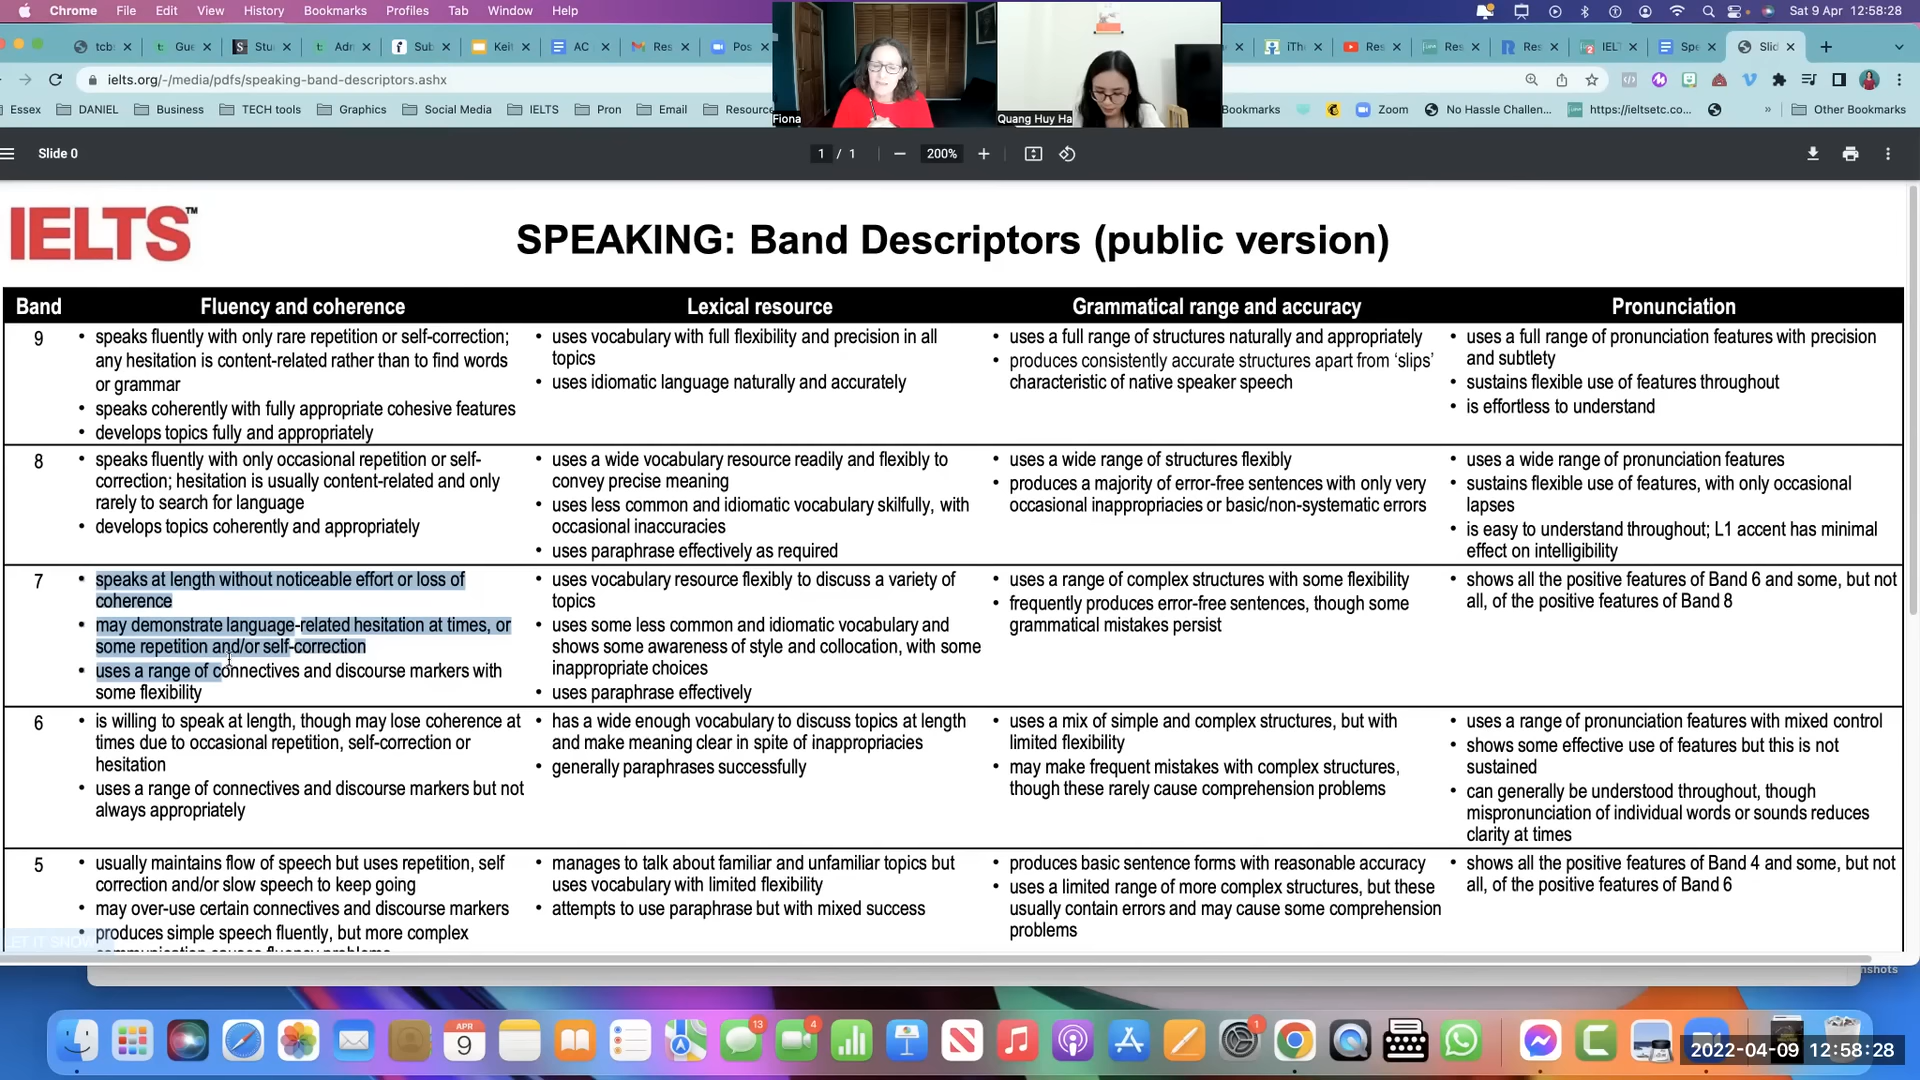 Chrome File Edit View History Bookmarks Profiles Tab Window Help
Sat 9 Apr 12:58:28
tcb Gue Stu Adn Sub Keit AC Res Pos
iTh Res Res Res IEL Spe Slid
ielts.org/-/media/pdfs/speaking-band-descriptors.ashx
Essex DANIEL Business TECH tools Graphics Social Media IELTS Pron Email Resource
Bookmarks Zoom No Hassle Challen... https://ieltsetc.co... » Other Bookmarks
Fiona
Quang Huy Ha
Slide 0
1 / 1
200%
IELTS™
SPEAKING: Band Descriptors (public version)
Band Fluency and coherence Lexical resource Grammatical range and accuracy Pronunciation
9
• speaks fluently with only rare repetition or self-correction;
any hesitation is content-related rather than to find words
or grammar
• speaks coherently with fully appropriate cohesive features
• develops topics fully and appropriately
• uses vocabulary with full flexibility and precision in all
topics
• uses idiomatic language naturally and accurately
• uses a full range of structures naturally and appropriately
• produces consistently accurate structures apart from ‘slips’
characteristic of native speaker speech
• uses a full range of pronunciation features with precision
and subtlety
• sustains flexible use of features throughout
• is effortless to understand
8
• speaks fluently with only occasional repetition or self-
correction; hesitation is usually content-related and only
rarely to search for language
• develops topics coherently and appropriately
• uses a wide vocabulary resource readily and flexibly to
convey precise meaning
• uses less common and idiomatic vocabulary skilfully, with
occasional inaccuracies
• uses paraphrase effectively as required
• uses a wide range of structures flexibly
• produces a majority of error-free sentences with only very
occasional inappropriacies or basic/non-systematic errors
• uses a wide range of pronunciation features
• sustains flexible use of features, with only occasional
lapses
• is easy to understand throughout; L1 accent has minimal
effect on intelligibility
7
• speaks at length without noticeable effort or loss of
coherence
• may demonstrate language-related hesitation at times, or
some repetition and/or self-correction
• uses a range of connectives and discourse markers with
some flexibility
• uses vocabulary resource flexibly to discuss a variety of
topics
• uses some less common and idiomatic vocabulary and
shows some awareness of style and collocation, with some
inappropriate choices
• uses paraphrase effectively
• uses a range of complex structures with some flexibility
• frequently produces error-free sentences, though some
grammatical mistakes persist
• shows all the positive features of Band 6 and some, but not
all, of the positive features of Band 8
6
• is willing to speak at length, though may lose coherence at
times due to occasional repetition, self-correction or
hesitation
• uses a range of connectives and discourse markers but not
always appropriately
• has a wide enough vocabulary to discuss topics at length
and make meaning clear in spite of inappropriacies
• generally paraphrases successfully
• uses a mix of simple and complex structures, but with
limited flexibility
• may make frequent mistakes with complex structures,
though these rarely cause comprehension problems
• uses a range of pronunciation features with mixed control
• shows some effective use of features but this is not
sustained
• can generally be understood throughout, though
mispronunciation of individual words or sounds reduces
clarity at times
5
• usually maintains flow of speech but uses repetition, self
correction and/or slow speech to keep going
• may over-use certain connectives and discourse markers
• produces simple speech fluently, but more complex
communication causes fluency problems
• manages to talk about familiar and unfamiliar topics but
uses vocabulary with limited flexibility
• attempts to use paraphrase but with mixed success
• produces basic sentence forms with reasonable accuracy
• uses a limited range of more complex structures, but these
usually contain errors and may cause some comprehension
problems
• shows all the positive features of Band 4 and some, but not
all, of the positive features of Band 6
LET IT SNOW
nshots
APR
9
13
4
1
2022-04-09 12:58:28